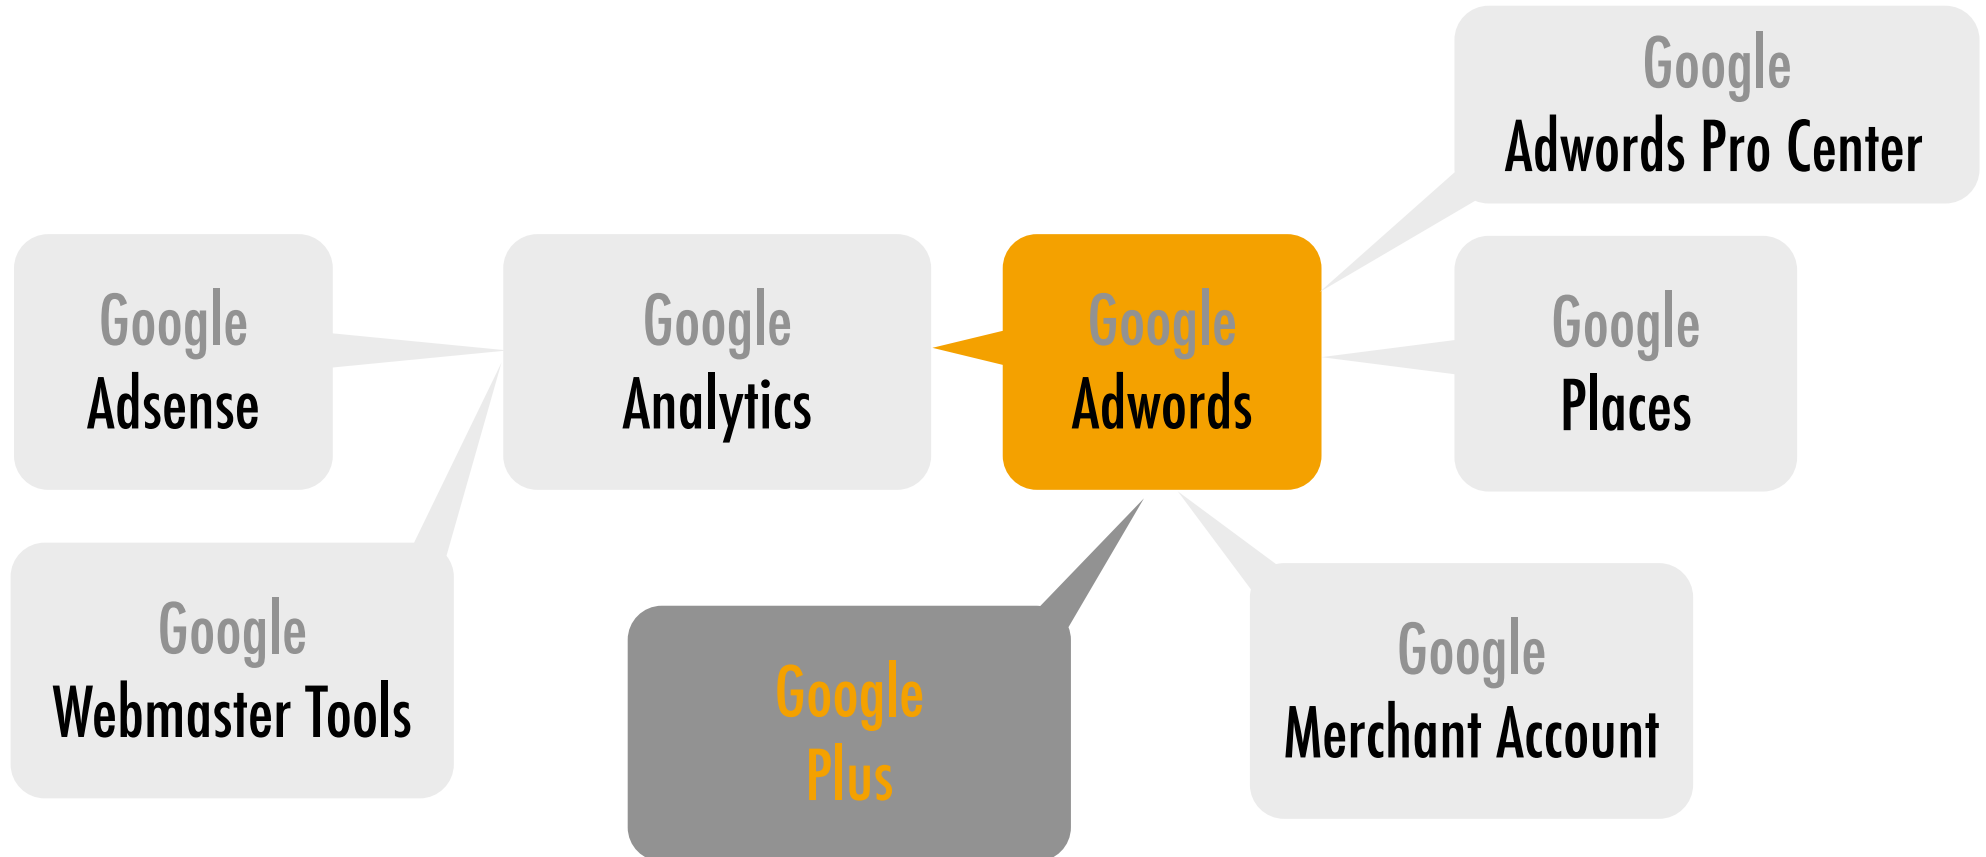 Google
Adwords Pro Center
Google
Adsense
Google
Analytics
Google
Adwords
Google
Places
Google
Webmaster Tools
Google
Plus
Google
Merchant Account